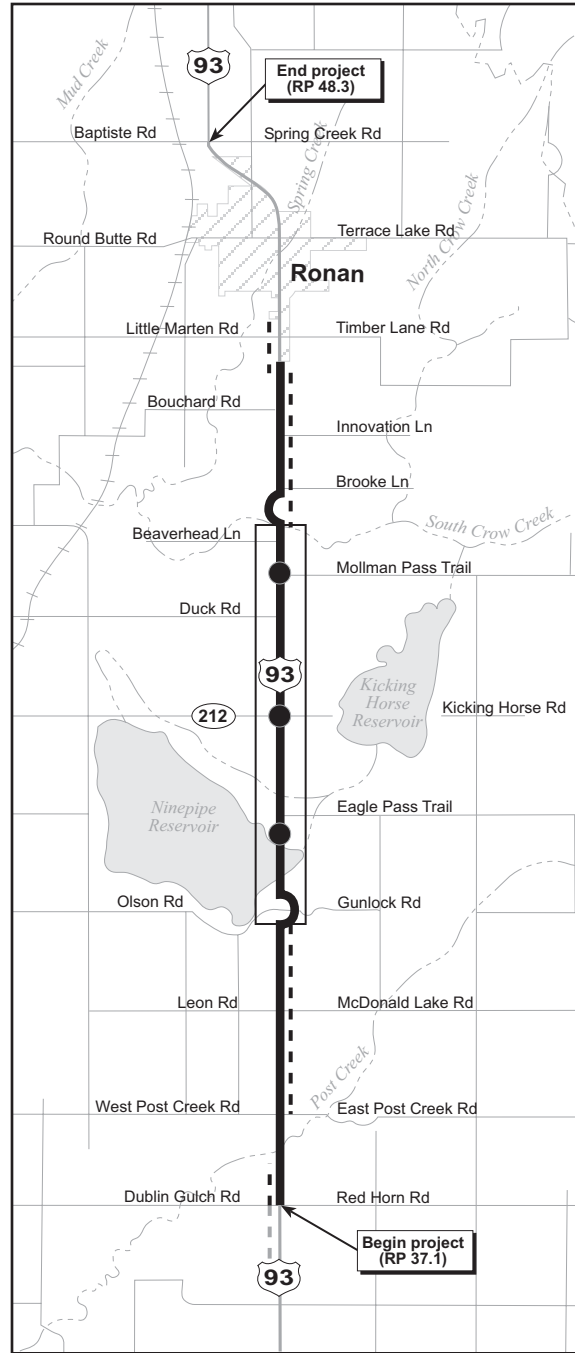 93
End project
(RP 48.3)
Mud Creek
Baptiste Rd
Spring Creek Rd
Spring Creek
North Crow Creek
Round Butte Rd
Terrace Lake Rd
Ronan
Little Marten Rd
Timber Lane Rd
Bouchard Rd
Innovation Ln
Brooke Ln
South Crow Creek
Beaverhead Ln
Mollman Pass Trail
Duck Rd
93
Kicking
Horse
Reservoir
212
Kicking Horse Rd
Ninepipe
Reservoir
Eagle Pass Trail
Olson Rd
Gunlock Rd
Leon Rd
McDonald Lake Rd
Post Creek
West Post Creek Rd
East Post Creek Rd
Dublin Gulch Rd
Red Horn Rd
Begin project
(RP 37.1)
93